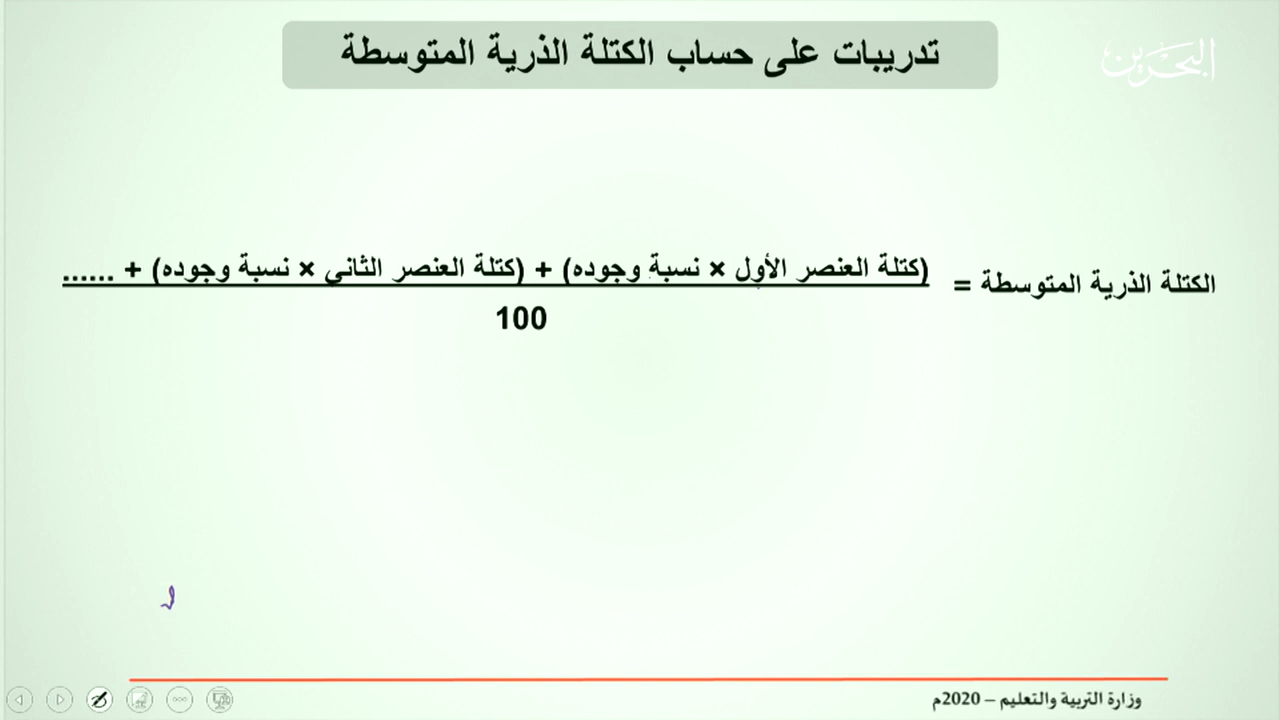 البحرين
تدريبات على حساب الكتلة الذرية المتوسطة
الكتلة الذرية المتوسطة = (كتلة العنصر الأول × نسبة وجوده) + (كتلة العنصر الثاني × نسبة وجوده) + ......
100
وزارة التربية والتعليم – 2020م